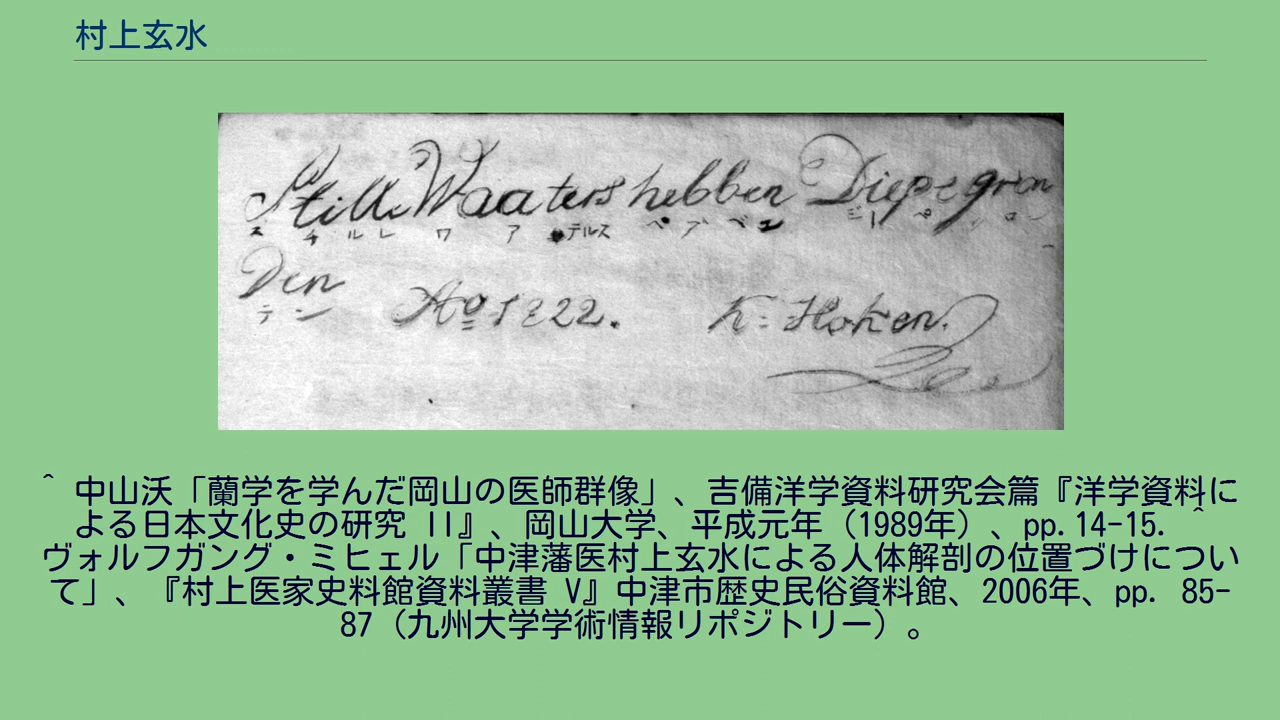 村上玄水
Stille Waaters hebben Diepe gron
スチルレワアテルス ベン
Den Ao 1822. K: Hoken.
テン
^ 中山沃「蘭学を学んだ岡山の医師群像」、吉備洋学資料研究会篇『洋学資料に
よる日本文化史の研究 II』、岡山大学、平成元年（1989年）、pp.14-15. ^
ヴォルフガング・ミヒェル「中津藩医村上玄水による人体解剖の位置づけについ
て」、『村上医家史料館資料叢書 V』中津市歴史民俗資料館、2006年、pp. 85-
87（九州大学学術情報リポジトリー）。